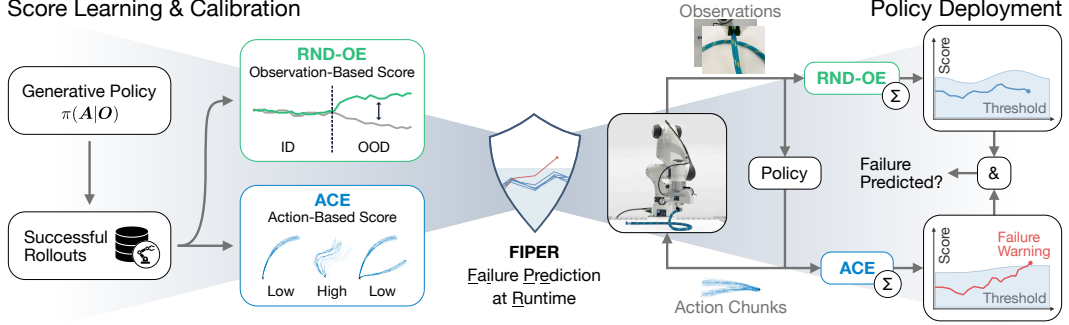 Score Learning & Calibration
Generative Policy
π(A|O)
Successful
Rollouts
RND-OE
Observation-Based Score
ID
OOD
ACE
Action-Based Score
Low
High
Low
FIPER
Failure Prediction
at Runtime
Policy Deployment
Observations
RND-OE
Σ
Score
Threshold
Policy
Failure
Predicted?
&
ACE
Σ
Action Chunks
Score
Failure
Warning
Threshold